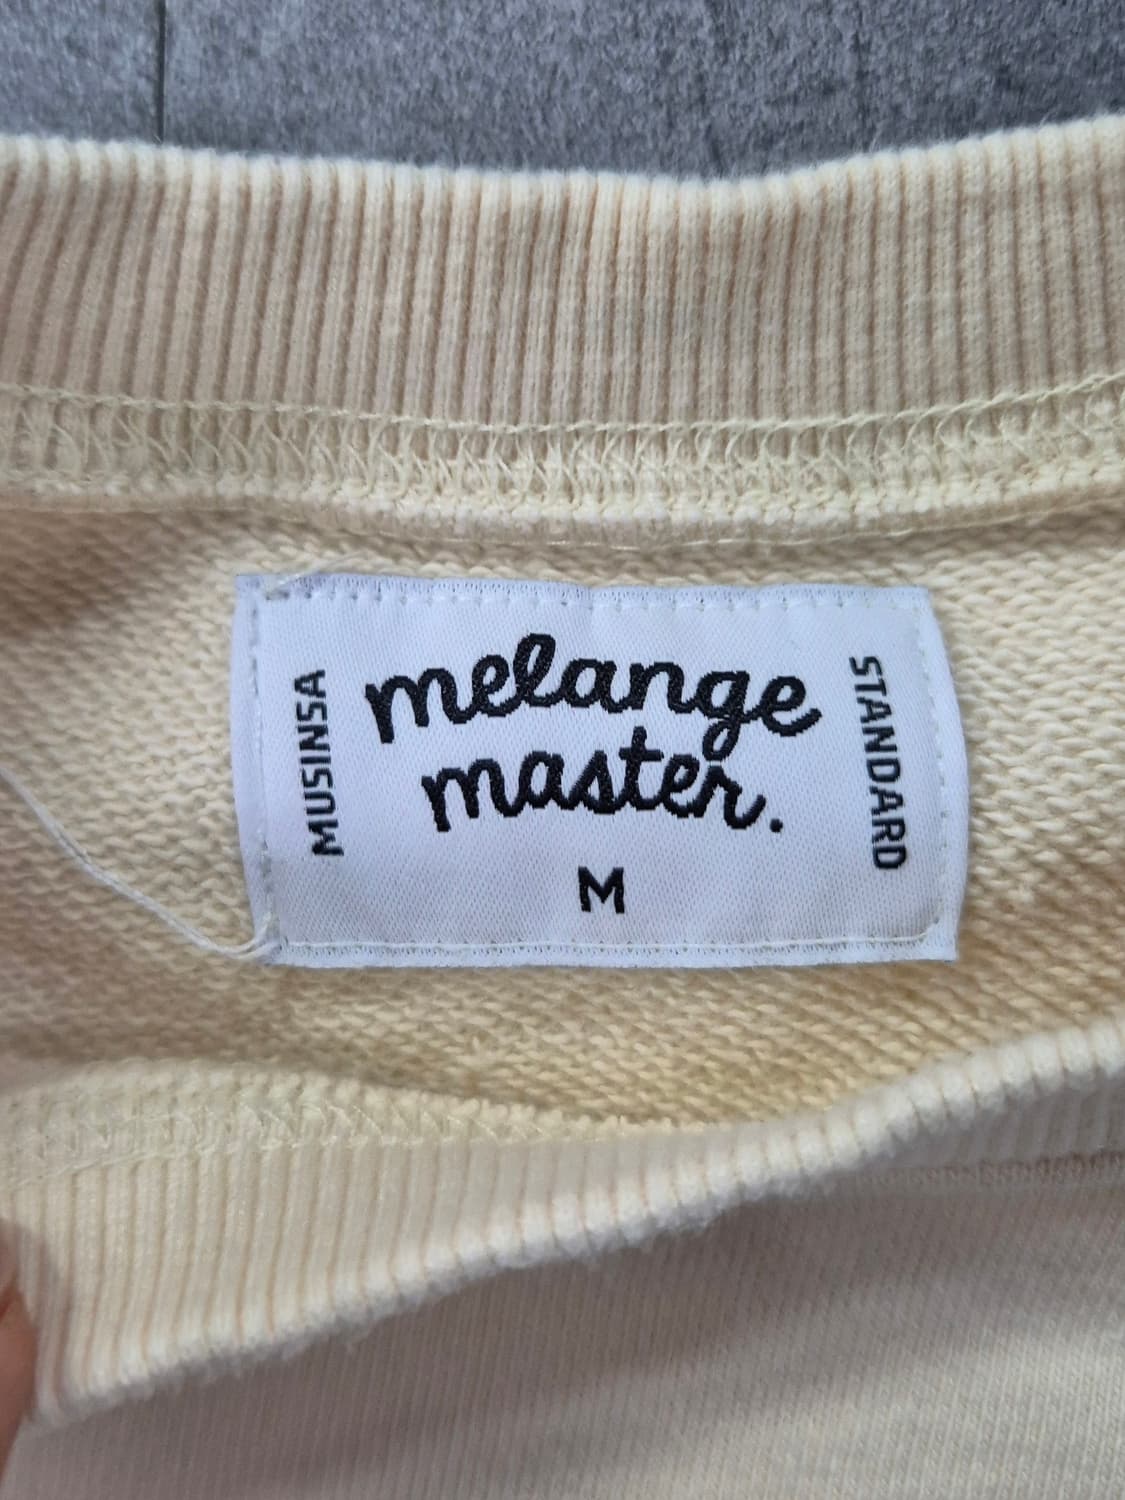 MUSINSA
melange
master.
M
STANDARD